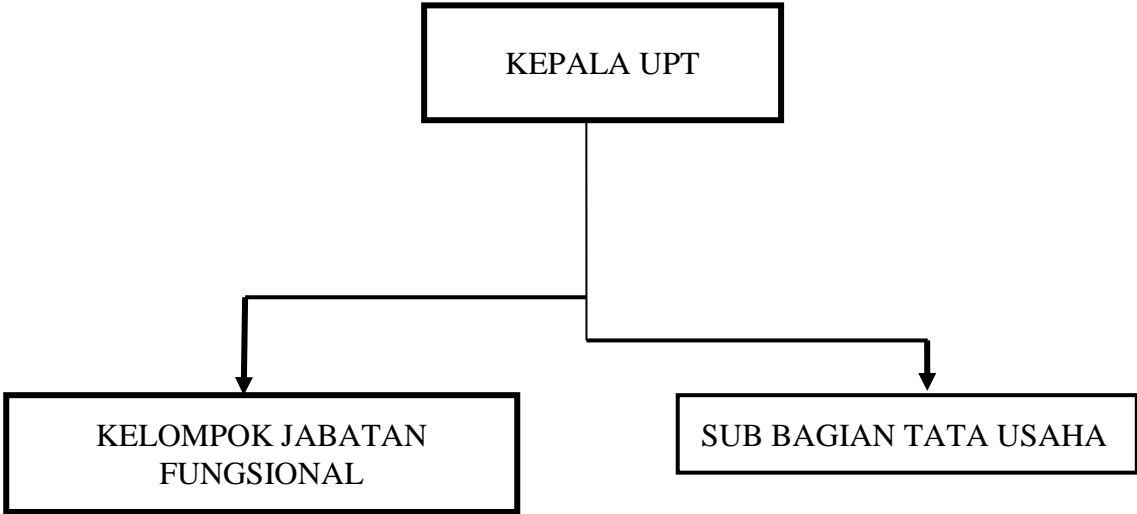 KEPALA UPT
KELOMPOK JABATAN
FUNGSIONAL
SUB BAGIAN TATA USAHA